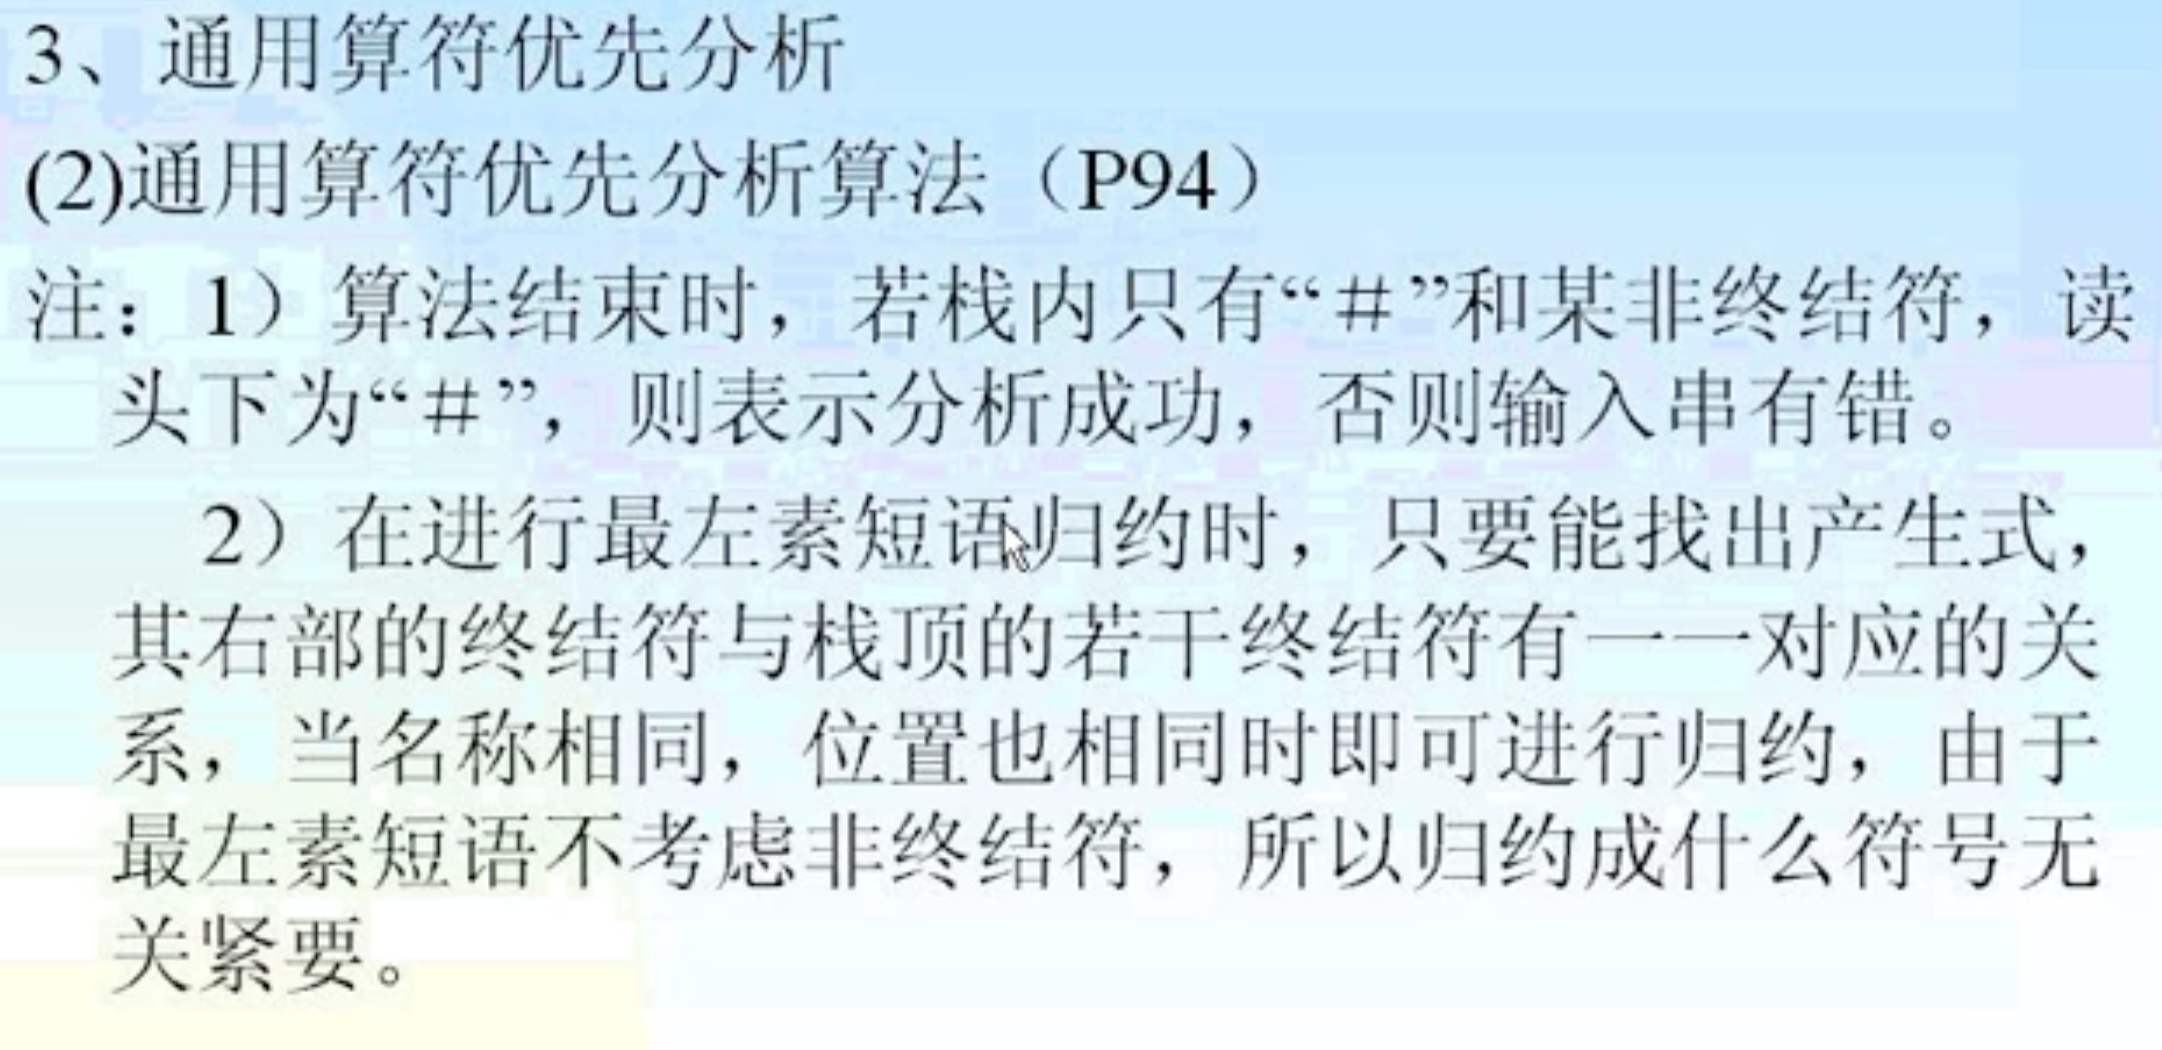 3、通用算符优先分析
(2)通用算符优先分析算法（P94）
注：1）算法结束时，若栈内只有“＃”和某非终结符，读
头下为“＃”，则表示分析成功，否则输入串有错。
2）在进行最左素短语归约时，只要能找出产生式，
其右部的终结符与栈顶的若干终结符有一一对应的关
系，当名称相同，位置也相同时即可进行归约，由于
最左素短语不考虑非终结符，所以归约成什么符号无
关紧要。